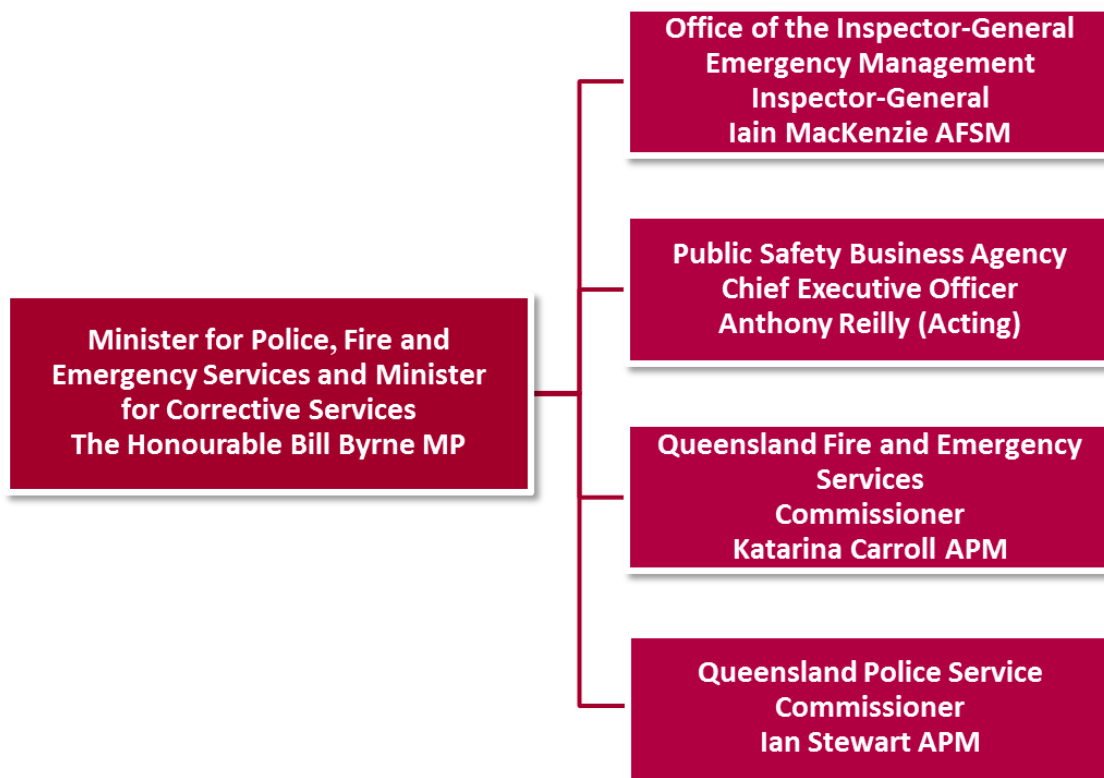 Office of the Inspector-General
Emergency Management
Inspector-General
Iain MacKenzie AFSM
Public Safety Business Agency
Chief Executive Officer
Anthony Reilly (Acting)
Minister for Police, Fire and
Emergency Services and Minister
for Corrective Services
The Honourable Bill Byrne MP
Queensland Fire and Emergency
Services
Commissioner
Katarina Carroll APM
Queensland Police Service
Commissioner
Ian Stewart APM